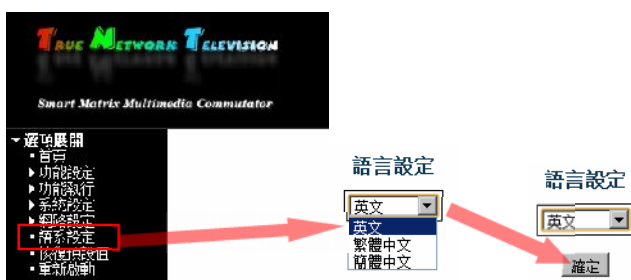 TRUE NETWORK TELEVISION
Smart Matrix Multimedia Commutator
選項展開
首頁
功能設定
功能執行
系統設定
網路設定
語系設定
恢復預設值
重新啟動
語言設定
英文
英文
繁體中文
簡體中文
語言設定
英文
確定